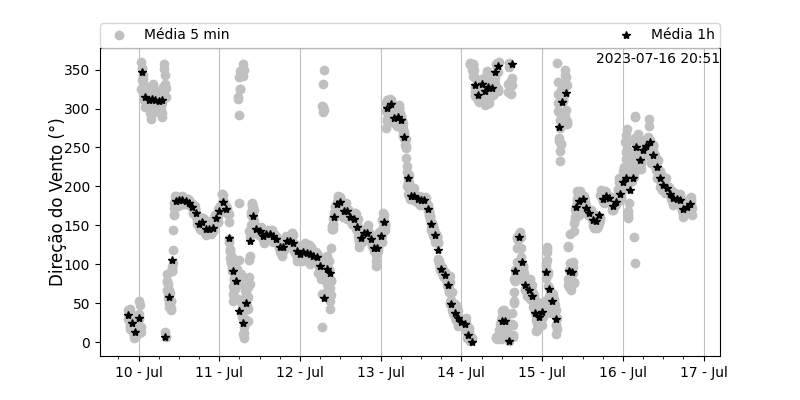 Média 5 min
Média 1h
2023-07-16 20:51
Direção do Vento (°)
350
300
250
200
150
100
50
0
10 - Jul
11 - Jul
12 - Jul
13 - Jul
14 - Jul
15 - Jul
16 - Jul
17 - Jul